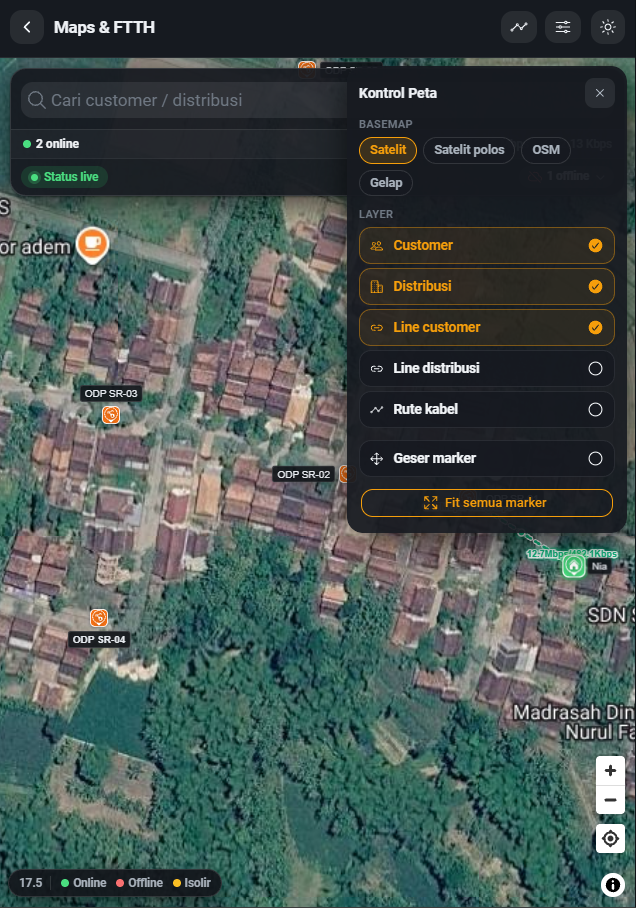 Maps & FTTH
Cari customer / distribusi
2 online
Status live
1 offline
Kontrol Peta
BASEMAP
Satelit
Satelit polos
OSM
Gelap
LAYER
Customer
Distribusi
Line customer
Line distribusi
Rute kabel
Geser marker
Fit semua marker
S
or adem
ODP SR-03
ODP SR-02
Nia
SDN
ODP SR-04
Madrasah Din
Nurul Fa
+
−
17.5
Online
Offline
Isolir